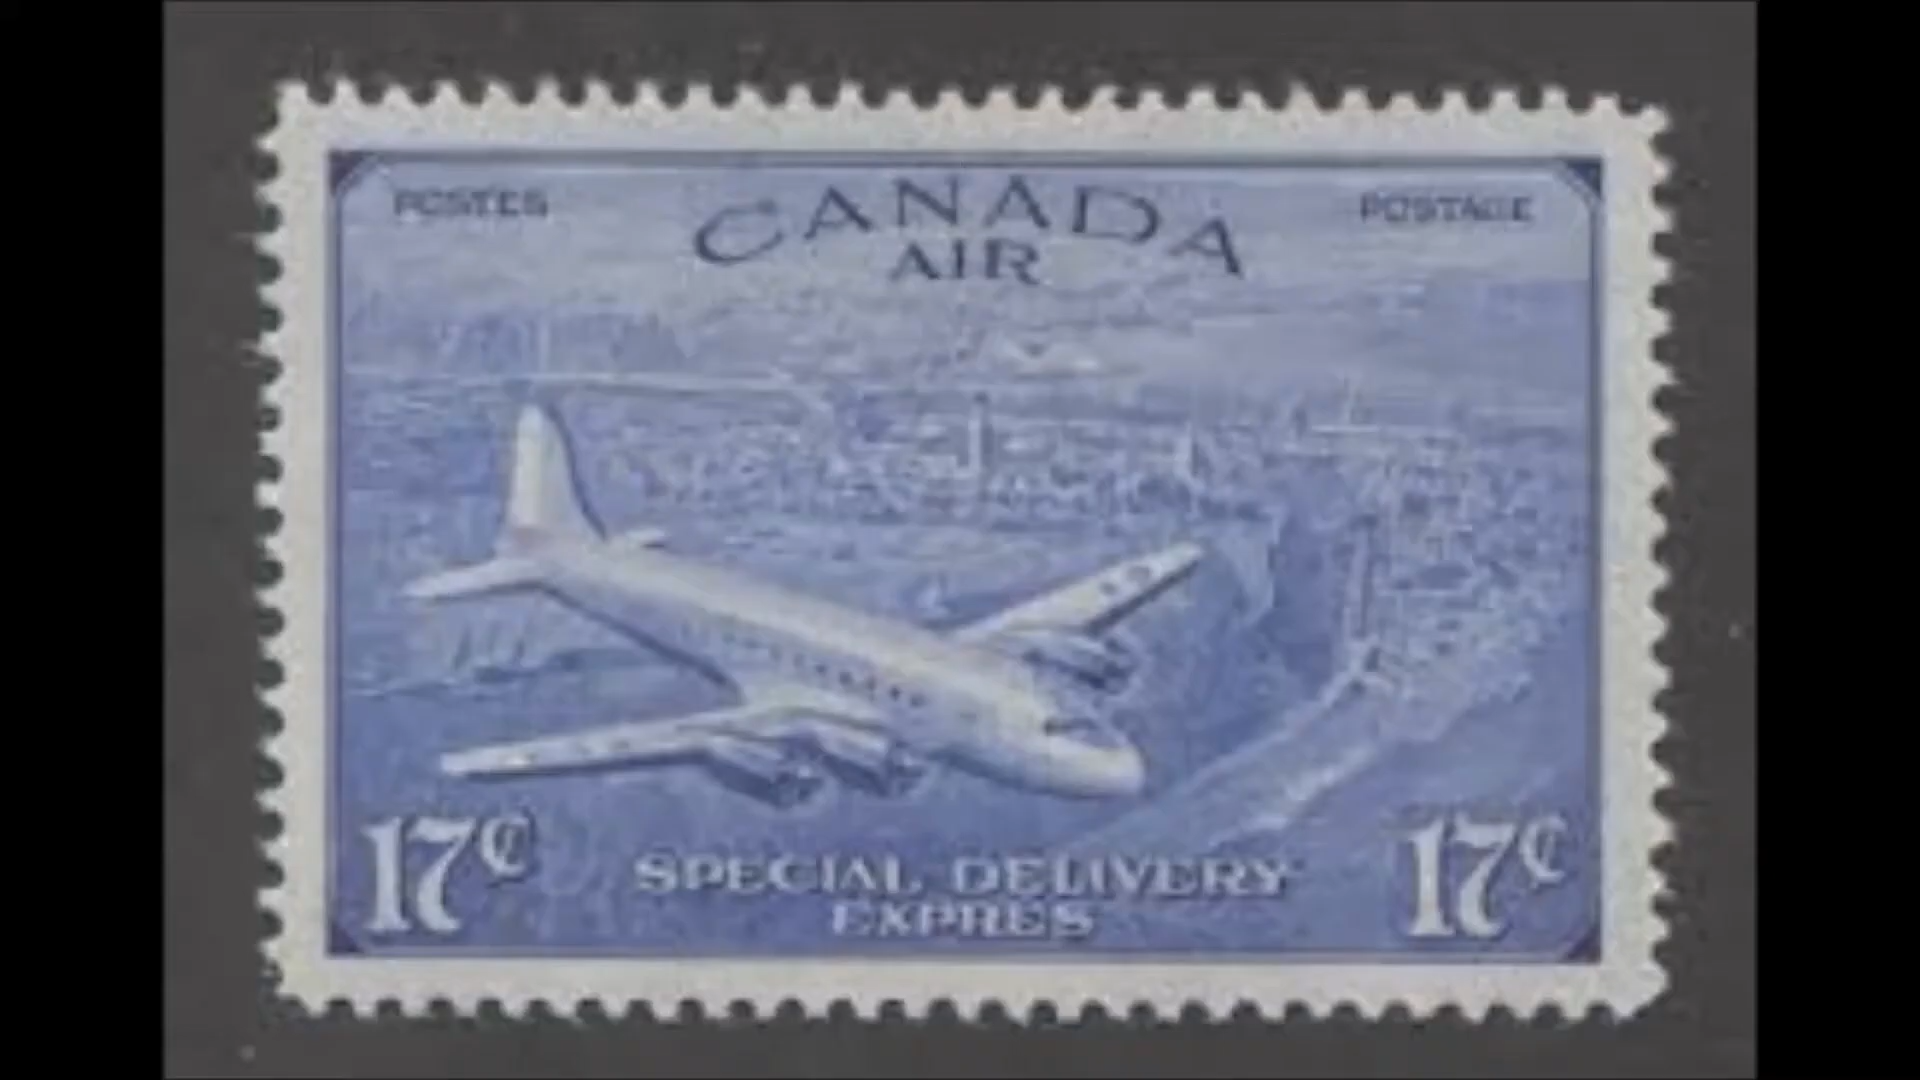 POSTES
CANADA
POSTAGE
AIR
17¢
SPECIAL DELIVERY
EXPRES
17¢